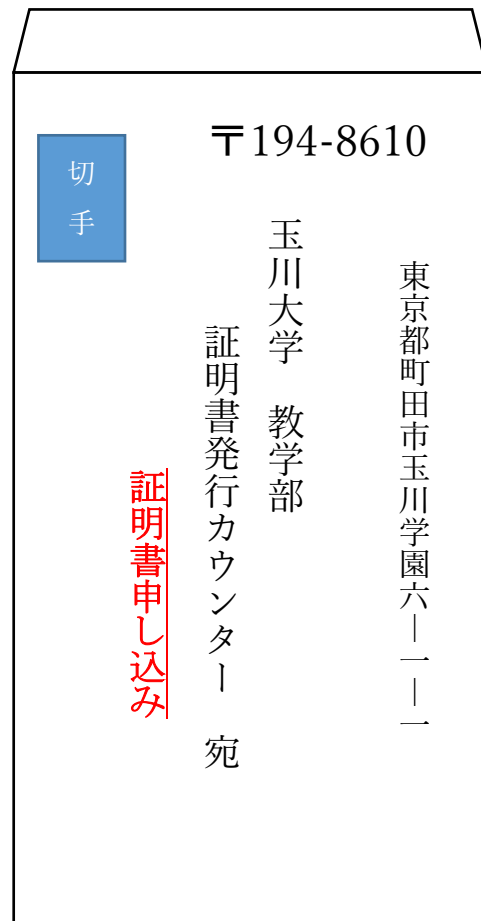 〒194-8610
東京都町田市玉川学園六―一―一
玉川大学 教学部
証明書発行カウンター 宛
証明書申し込み
切手